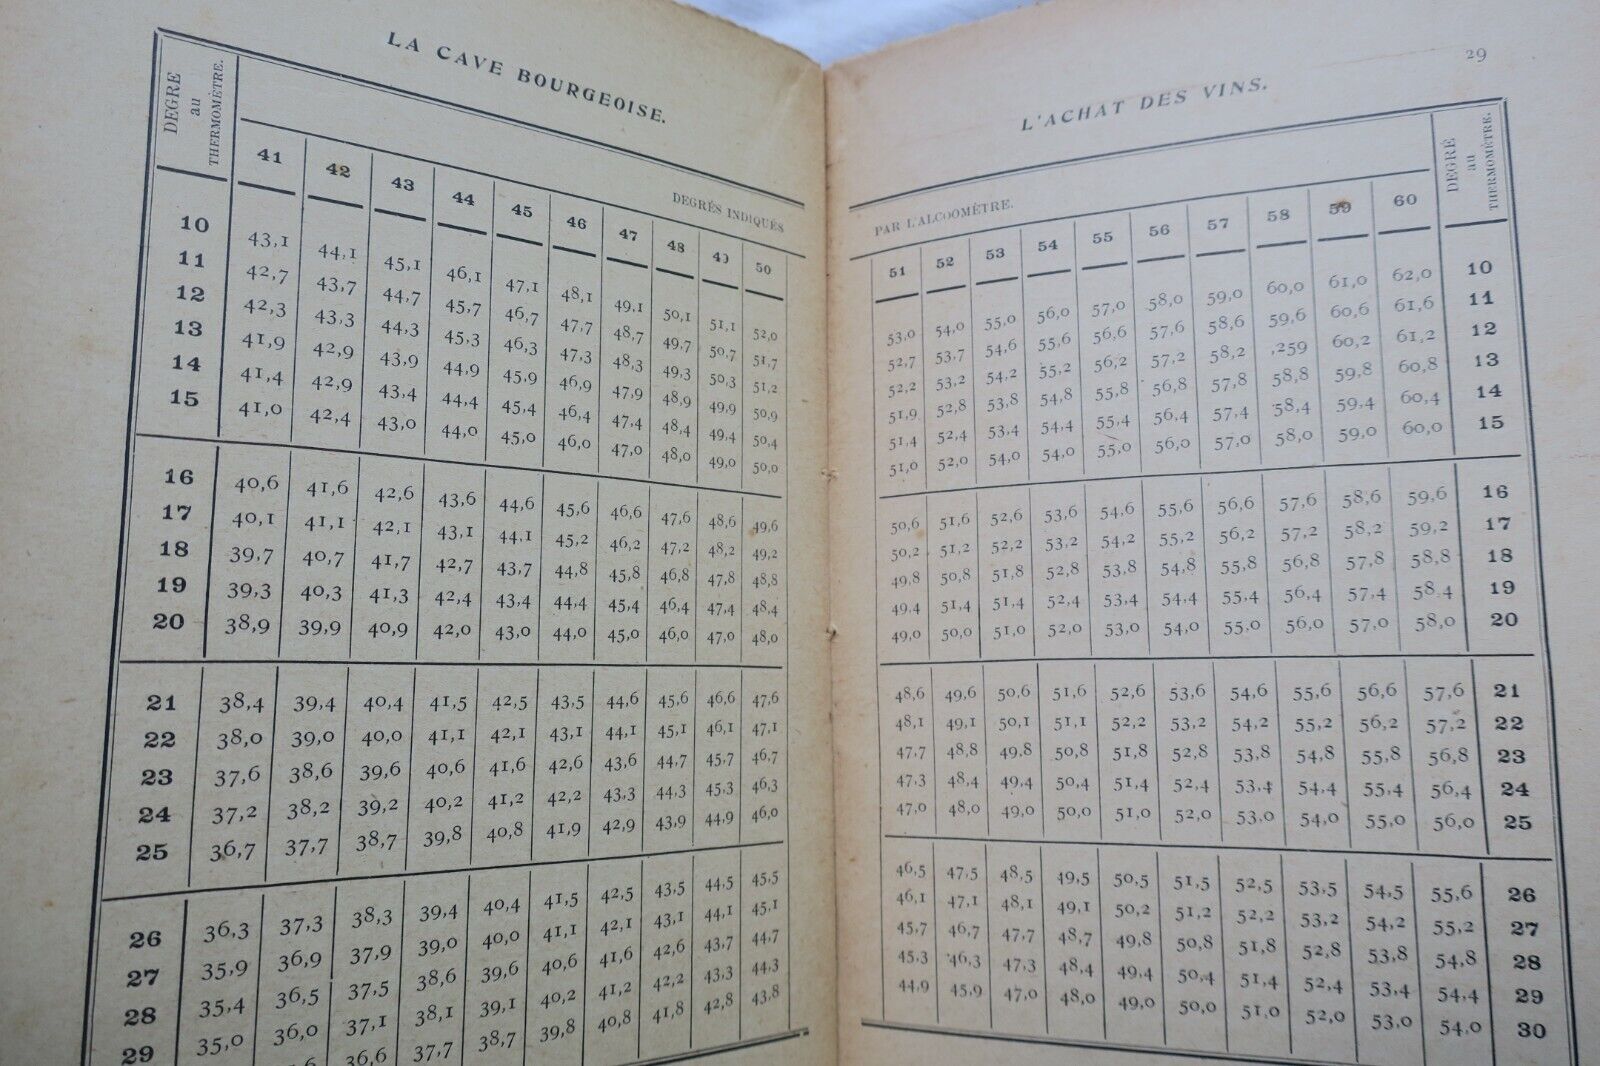 LA CAVE BOURGEOISE.
DEGRE au THERMOMÈTRE.
DEGRÉS INDIQUÉS
41 42 43 44 45 46 47 48 49 50
10 43,1 44,1 45,1 46,1 47,1 48,1 49,1 50,1 51,1 52,0
11 42,7 43,7 44,7 45,7 46,7 47,7 48,7 49,7 50,7 51,7
12 42,3 43,3 44,3 45,3 46,3 47,3 48,3 49,3 50,3 51,2
13 41,9 42,9 43,9 44,9 45,9 46,9 47,9 48,9 49,9 50,9
14 41,4 42,9 43,4 44,4 45,4 46,4 47,4 48,4 49,4 50,4
15 41,0 42,4 43,0 44,0 45,0 46,0 47,0 48,0 49,0 50,0
16 40,6 41,6 42,6 43,6 44,6 45,6 46,6 47,6 48,6 49,6
17 40,1 41,1 42,1 43,1 44,1 45,2 46,2 47,2 48,2 49,2
18 39,7 40,7 41,7 42,7 43,7 44,8 45,8 46,8 47,8 48,8
19 39,3 40,3 41,3 42,4 43,4 44,4 45,4 46,4 47,4 48,4
20 38,9 39,9 40,9 42,0 43,0 44,0 45,0 46,0 47,0 48,0
21 38,4 39,4 40,4 41,5 42,5 43,5 44,6 45,6 46,6 47,6
22 38,0 39,0 40,0 41,1 42,1 43,1 44,1 45,1 46,1 47,1
23 37,6 38,6 39,6 40,6 41,6 42,6 43,6 44,7 45,7 46,7
24 37,2 38,2 39,2 40,2 41,2 42,2 43,3 44,3 45,3 46,3
25 36,7 37,7 38,7 39,8 40,8 41,9 42,9 43,9 44,9 46,0
26 36,3 37,3 38,3 39,4 40,4 41,5 42,5 43,5 44,5 45,5
27 35,9 36,9 37,9 39,0 40,0 41,1 42,1 43,1 44,1 45,1
28 35,4 36,5 37,5 38,6 39,6 40,6 41,6 42,6 43,7 44,7
29 35,0 36,0 37,1 38,1 39,1 40,2 41,2 42,2 43,3 44,3
36,6 37,7 38,7 39,8 40,8 41,8 42,8 43,8
L'ACHAT DES VINS.
29
PAR L'ALCOOMÈTRE.
DEGRÉ au THERMOMÈTRE.
51 52 53 54 55 56 57 58 59 60
53,0 54,0 55,0 56,0 57,0 58,0 59,0 60,0 61,0 62,0 10
52,7 53,7 54,6 55,6 56,6 57,6 58,6 59,6 60,6 61,6 11
52,2 53,2 54,2 55,2 56,2 57,2 58,2 ,259 60,2 61,2 12
51,9 52,8 53,8 54,8 55,8 56,8 57,8 58,8 59,8 60,8 13
51,4 52,4 53,4 54,4 55,4 56,4 57,4 58,4 59,4 60,4 14
51,0 52,0 54,0 54,0 55,0 56,0 57,0 58,0 59,0 60,0 15
50,6 51,6 52,6 53,6 54,6 55,6 56,6 57,6 58,6 59,6 16
50,2 51,2 52,2 53,2 54,2 55,2 56,2 57,2 58,2 59,2 17
49,8 50,8 51,8 52,8 53,8 54,8 55,8 56,8 57,8 58,8 18
49,4 51,4 51,4 52,4 53,4 54,4 55,4 56,4 57,4 58,4 19
49,0 50,0 51,0 52,0 53,0 54,0 55,0 56,0 57,0 58,0 20
48,6 49,6 50,6 51,6 52,6 53,6 54,6 55,6 56,6 57,6 21
48,1 49,1 50,1 51,1 52,2 53,2 54,2 55,2 56,2 57,2 22
47,7 48,8 49,8 50,8 51,8 52,8 53,8 54,8 55,8 56,8 23
47,3 48,4 49,4 50,4 51,4 52,4 53,4 54,4 55,4 56,4 24
47,0 48,0 49,0 50,0 51,0 52,0 53,0 54,0 55,0 56,0 25
46,5 47,5 48,5 49,5 50,5 51,5 52,5 53,5 54,5 55,6 26
46,1 47,1 48,1 49,1 50,2 51,2 52,2 53,2 54,2 55,2 27
45,7 46,7 47,7 48,7 49,8 50,8 51,8 52,8 53,8 54,8 28
45,3 46,3 47,3 48,4 49,4 50,4 51,4 52,4 53,4 54,4 29
44,9 45,9 47,0 48,0 49,0 50,0 51,0 52,0 53,0 54,0 30